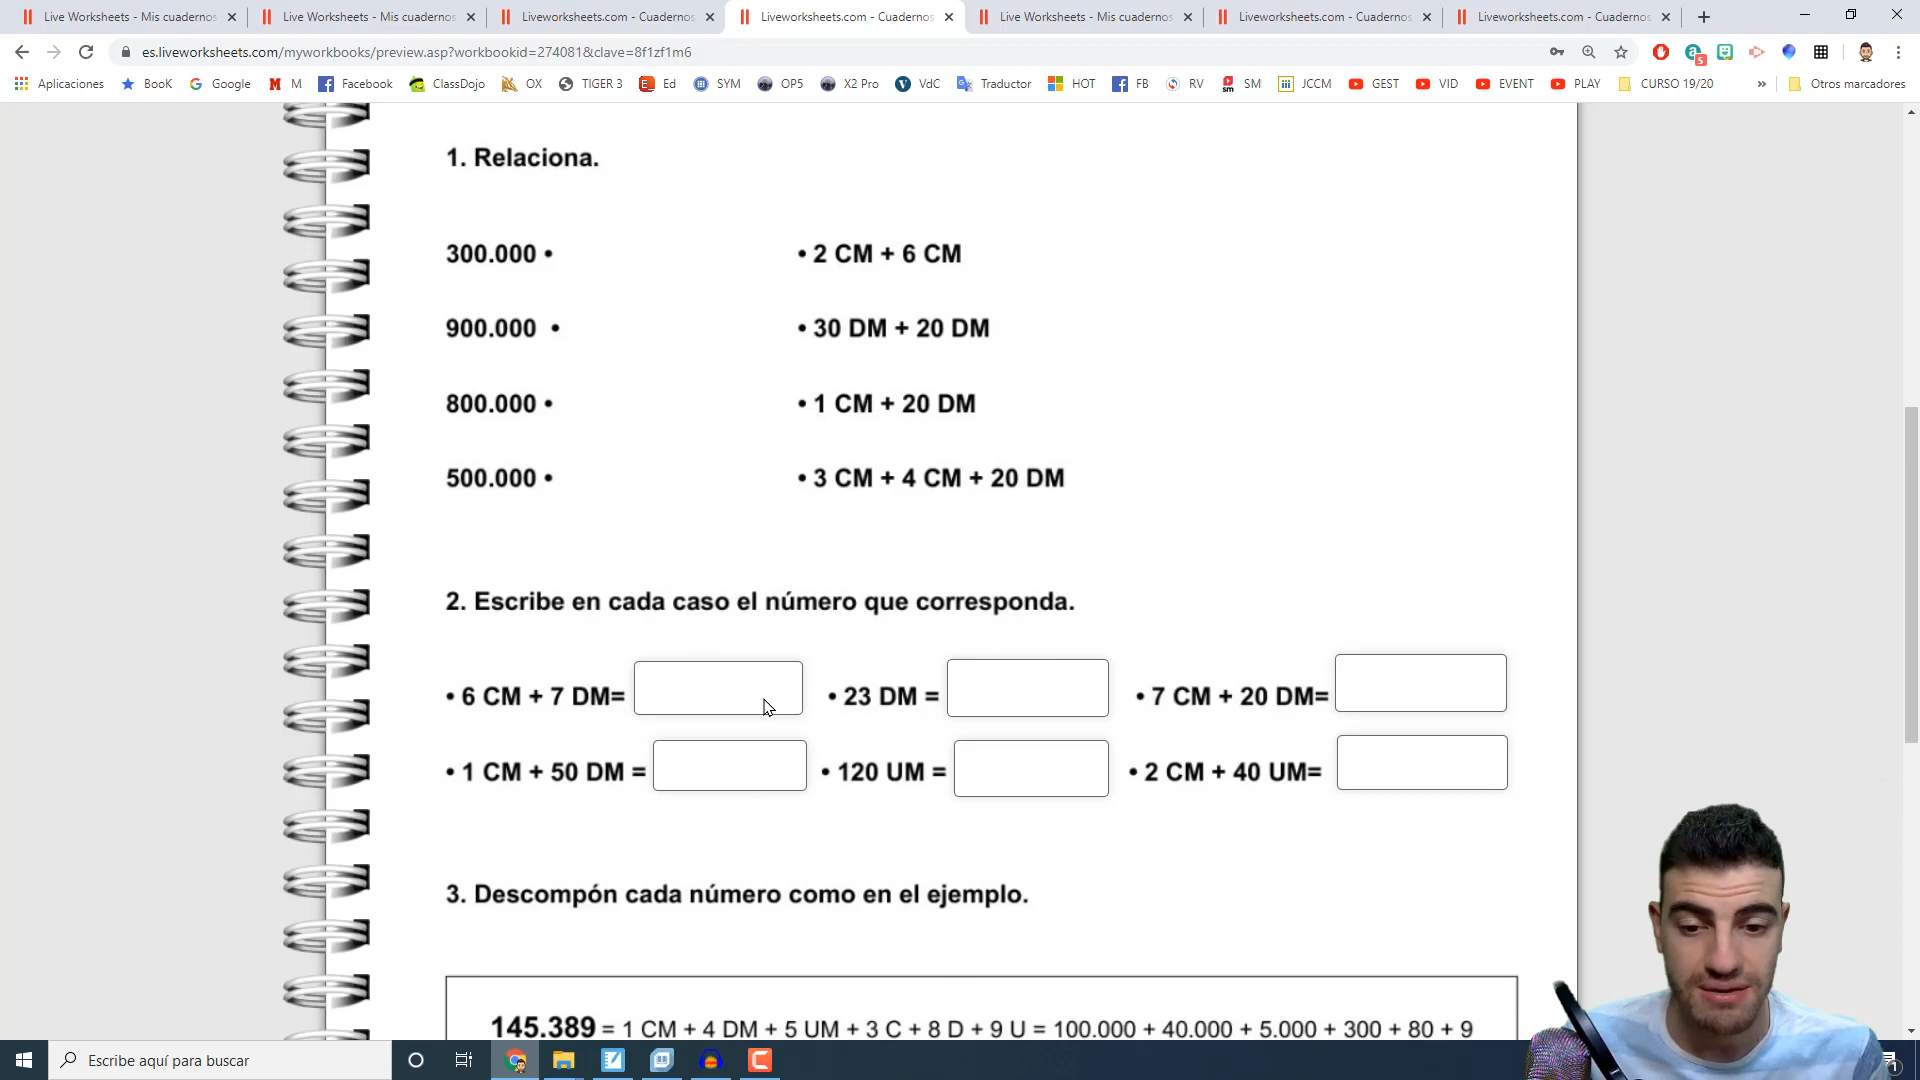 Live Worksheets - Mis cuadernos
Live Worksheets - Mis cuadernos
Liveworksheets.com - Cuadernos
Liveworksheets.com - Cuadernos
Live Worksheets - Mis cuadernos
Liveworksheets.com - Cuadernos
Liveworksheets.com - Cuadernos
es.liveworksheets.com/myworkbooks/preview.asp?workbookid=274081&clave=8f1zf1m6
Aplicaciones BooK Google M Facebook ClassDojo OX TIGER 3 Ed SYM OP5 X2 Pro VdC Traductor HOT FB RV SM JCCM GEST VID EVENT PLAY CURSO 19/20 » Otros marcadores
1. Relaciona.
300.000 • • 2 CM + 6 CM
900.000 • • 30 DM + 20 DM
800.000 • • 1 CM + 20 DM
500.000 • • 3 CM + 4 CM + 20 DM
2. Escribe en cada caso el número que corresponda.
• 6 CM + 7 DM= • 23 DM = • 7 CM + 20 DM=
• 1 CM + 50 DM = • 120 UM = • 2 CM + 40 UM=
3. Descompón cada número como en el ejemplo.
145.389 = 1 CM + 4 DM + 5 UM + 3 C + 8 D + 9 U = 100.000 + 40.000 + 5.000 + 300 + 80 + 9
Escribe aquí para buscar